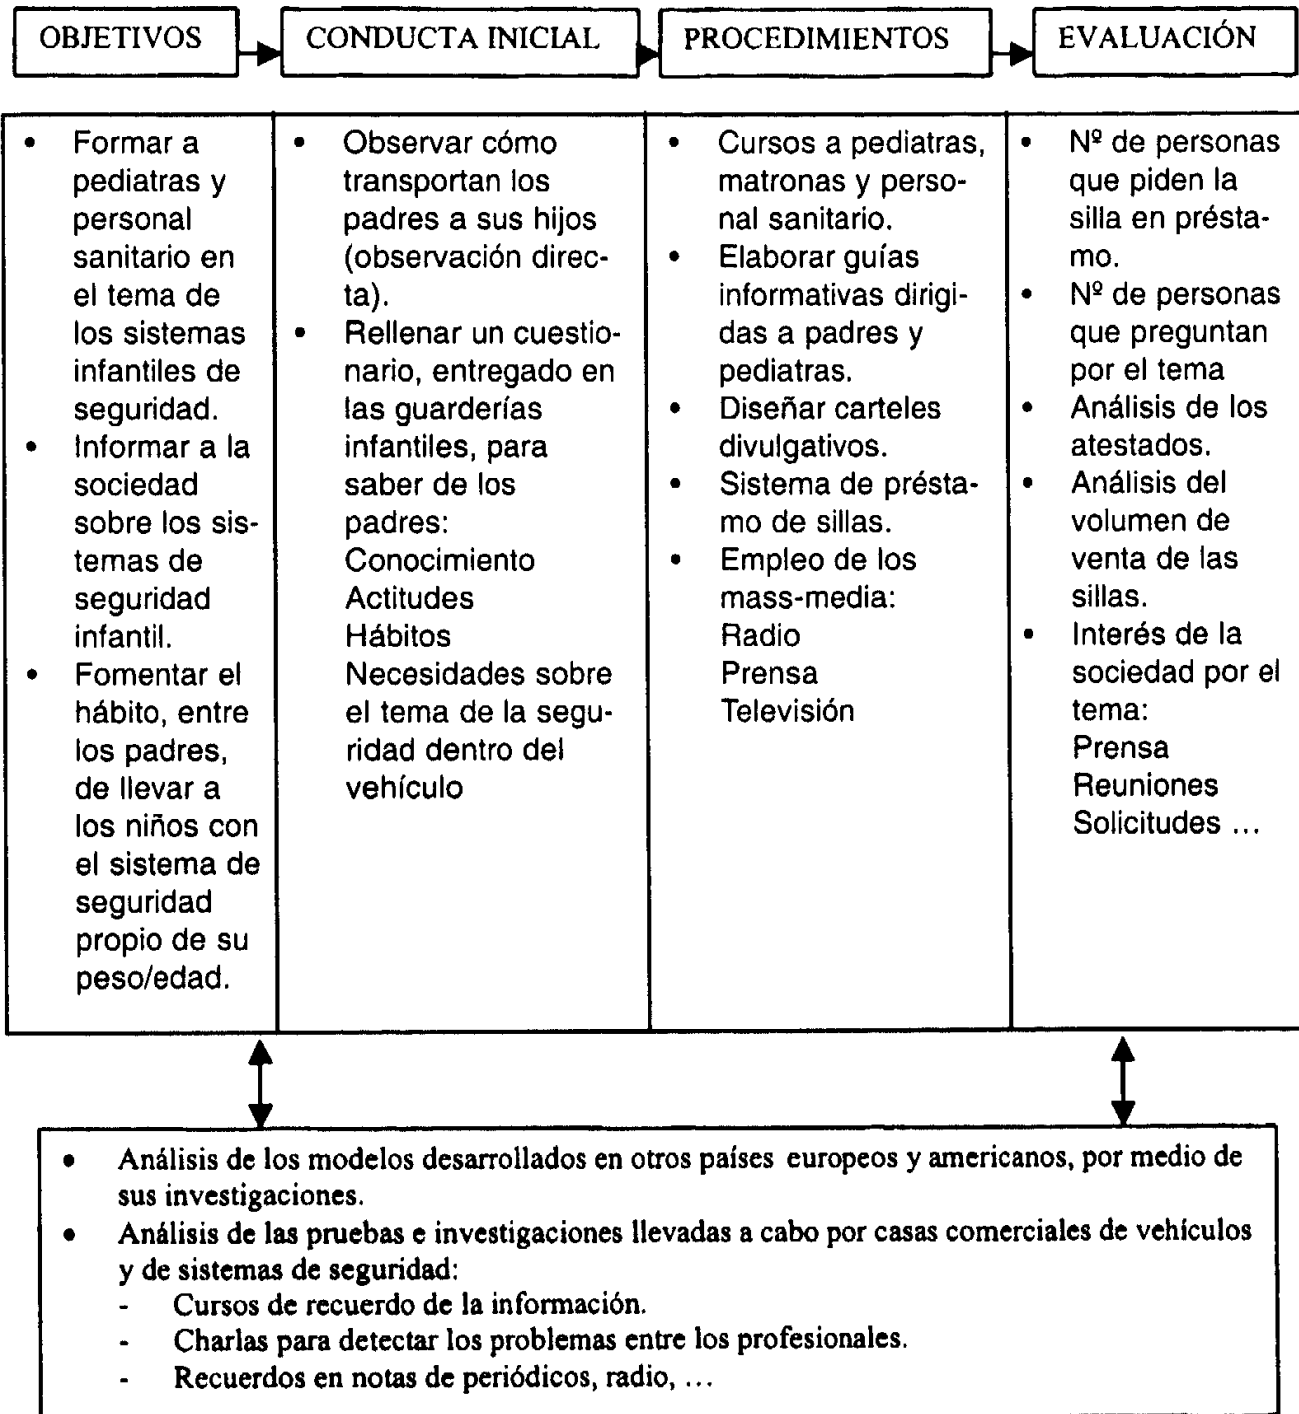 OBJETIVOS
CONDUCTA INICIAL
PROCEDIMIENTOS
EVALUACIÓN
• Formar a
pediatras y
personal
sanitario en
el tema de
los sistemas
infantiles de
seguridad.
• Informar a la
sociedad
sobre los sis-
temas de
seguridad
infantil.
• Fomentar el
hábito, entre
los padres,
de llevar a
los niños con
el sistema de
seguridad
propio de su
peso/edad.
• Observar cómo
transportan los
padres a sus hijos
(observación direc-
ta).
• Rellenar un cuestio-
nario, entregado en
las guarderías
infantiles, para
saber de los
padres:
Conocimiento
Actitudes
Hábitos
Necesidades sobre
el tema de la segu-
ridad dentro del
vehículo
• Cursos a pediatras,
matronas y perso-
nal sanitario.
• Elaborar guías
informativas dirigi-
das a padres y
pediatras.
• Diseñar carteles
divulgativos.
• Sistema de présta-
mo de sillas.
• Empleo de los
mass-media:
Radio
Prensa
Televisión
• Nº de personas
que piden la
silla en présta-
mo.
• Nº de personas
que preguntan
por el tema
• Análisis de los
atestados.
• Análisis del
volumen de
venta de las
sillas.
• Interés de la
sociedad por el
tema:
Prensa
Reuniones
Solicitudes ...
• Análisis de los modelos desarrollados en otros países europeos y americanos, por medio de
sus investigaciones.
• Análisis de las pruebas e investigaciones llevadas a cabo por casas comerciales de vehículos
y de sistemas de seguridad:
- Cursos de recuerdo de la información.
- Charlas para detectar los problemas entre los profesionales.
- Recuerdos en notas de periódicos, radio, ...